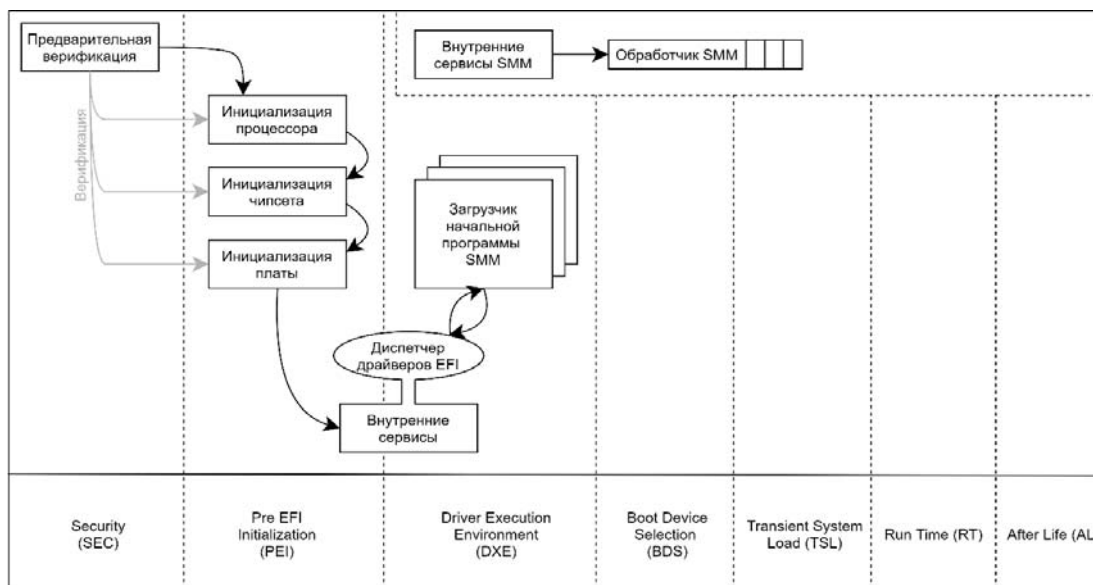 Предварительная
верификация
Верификация
Инициализация
процессора
Инициализация
чипсета
Инициализация
платы
Внутренние
сервисы SMM
Обработчик SMM
Загрузчик
начальной
программы
SMM
Диспетчер
драйверов EFI
Внутренние
сервисы
Security
(SEC)
Pre EFI
Initialization
(PEI)
Driver Execution
Environment
(DXE)
Boot Device
Selection
(BDS)
Transient System
Load (TSL)
Run Time (RT)
After Life (AL